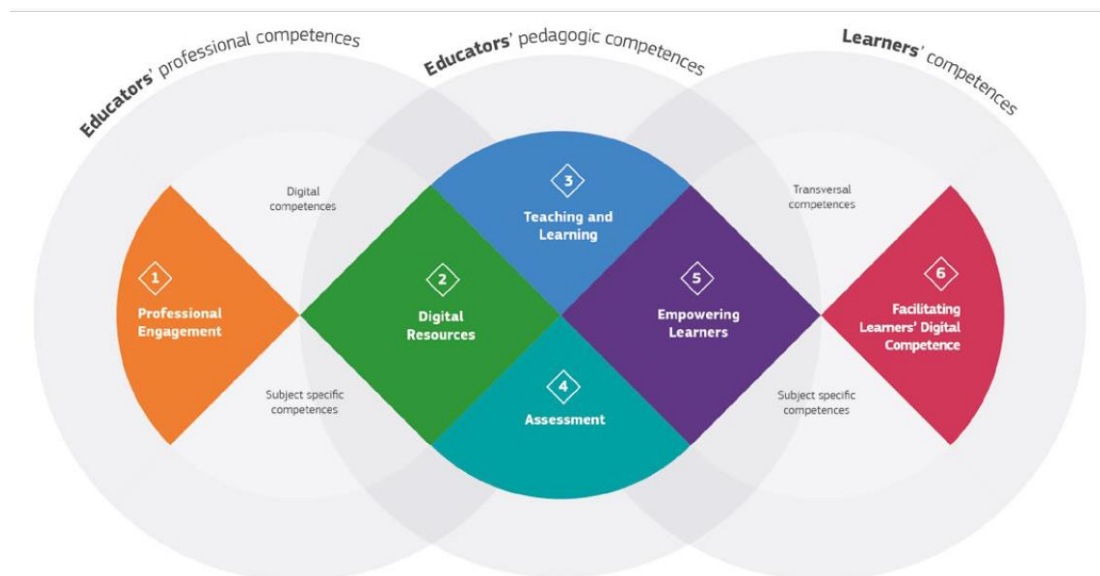 Educators' professional competences
Educators' pedagogic competences
Learners' competences
Digital
competences
Transversal
competences
1
Professional
Engagement
2
Digital
Resources
3
Teaching and
Learning
4
Assessment
5
Empowering
Learners
6
Facilitating
Learners' Digital
Competence
Subject specific
competences
Subject specific
competences